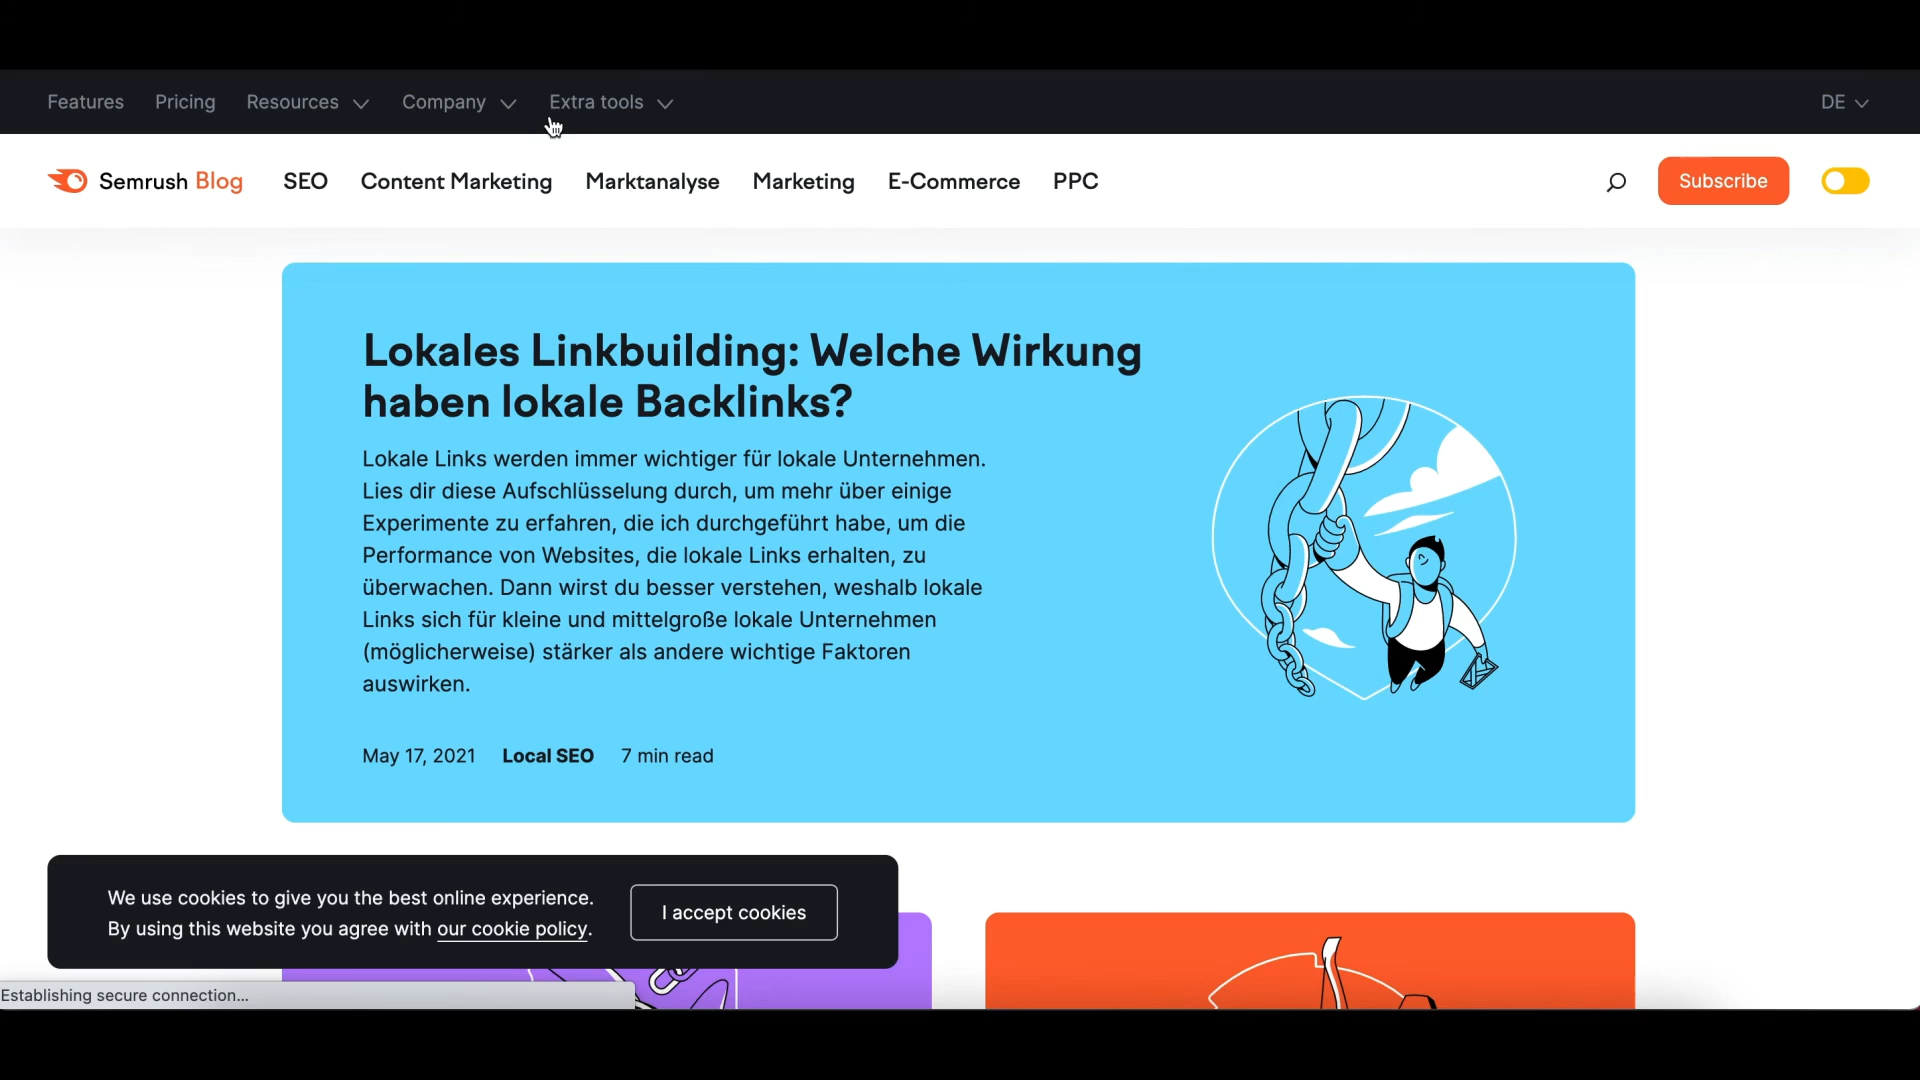 Features Pricing Resources Company Extra tools DE
Semrush Blog SEO Content Marketing Marktanalyse Marketing E-Commerce PPC Subscribe
Lokales Linkbuilding: Welche Wirkung
haben lokale Backlinks?
Lokale Links werden immer wichtiger für lokale Unternehmen.
Lies dir diese Aufschlüsselung durch, um mehr über einige
Experimente zu erfahren, die ich durchgeführt habe, um die
Performance von Websites, die lokale Links erhalten, zu
überwachen. Dann wirst du besser verstehen, weshalb lokale
Links sich für kleine und mittelgroße lokale Unternehmen
(möglicherweise) stärker als andere wichtige Faktoren
auswirken.
May 17, 2021 Local SEO 7 min read
We use cookies to give you the best online experience.
By using this website you agree with our cookie policy.
I accept cookies
Establishing secure connection...